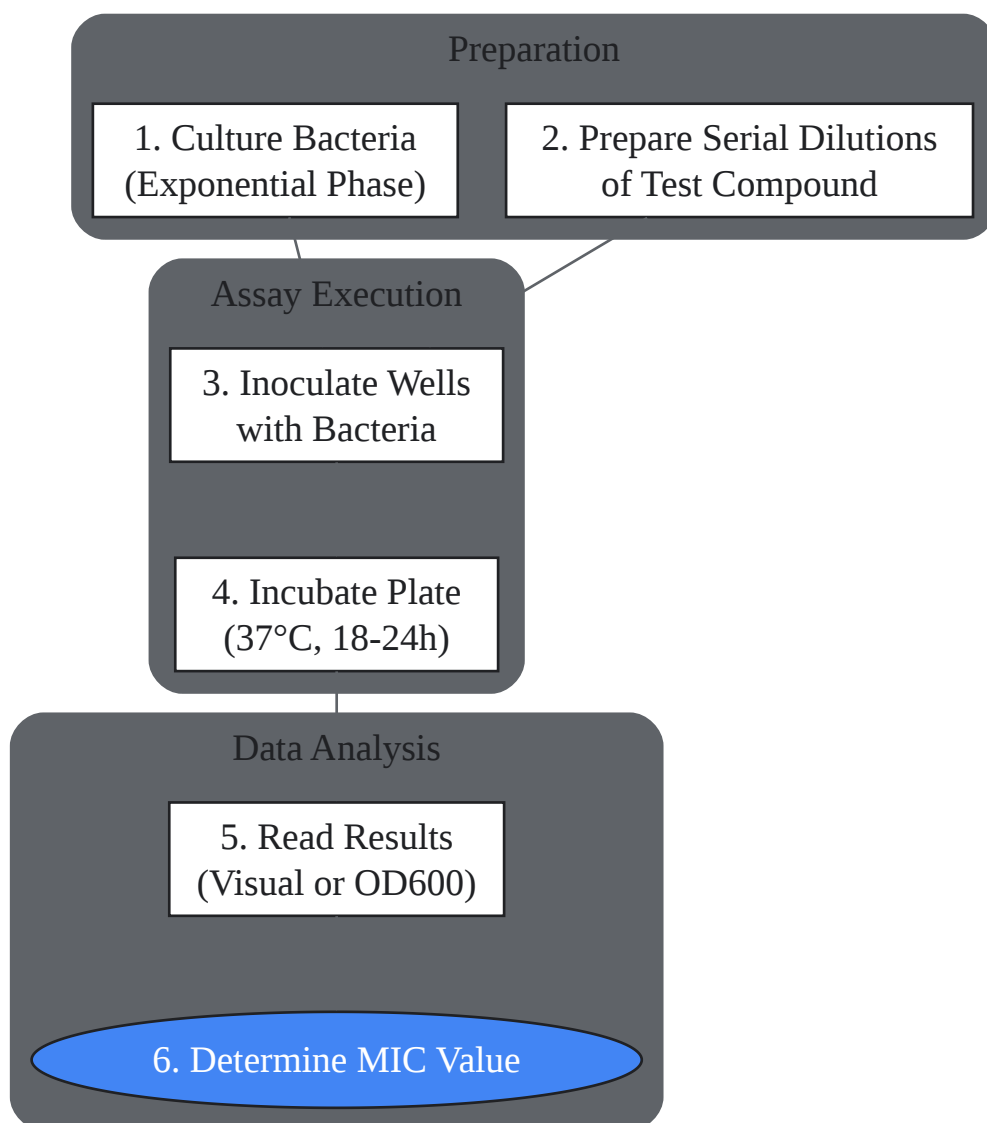 Preparation
1. Culture Bacteria
(Exponential Phase)
2. Prepare Serial Dilutions
of Test Compound
Assay Execution
3. Inoculate Wells
with Bacteria
4. Incubate Plate
(37°C, 18-24h)
Data Analysis
5. Read Results
(Visual or OD600)
6. Determine MIC Value